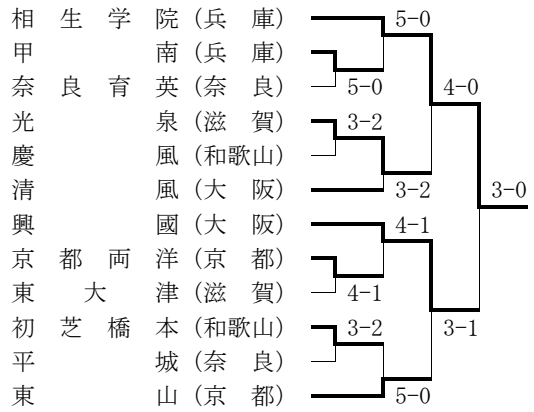 相生学院(兵庫) 5-0
甲南(兵庫)
奈良育英(奈良) 5-0 4-0
光泉(滋賀) 3-2
慶風(和歌山)
清風(大阪) 3-2 3-0
興國(大阪) 4-1
京都両洋(京都)
東大津(滋賀) 4-1
初芝橋本(和歌山) 3-2 3-1
平城(奈良)
東山(京都) 5-0